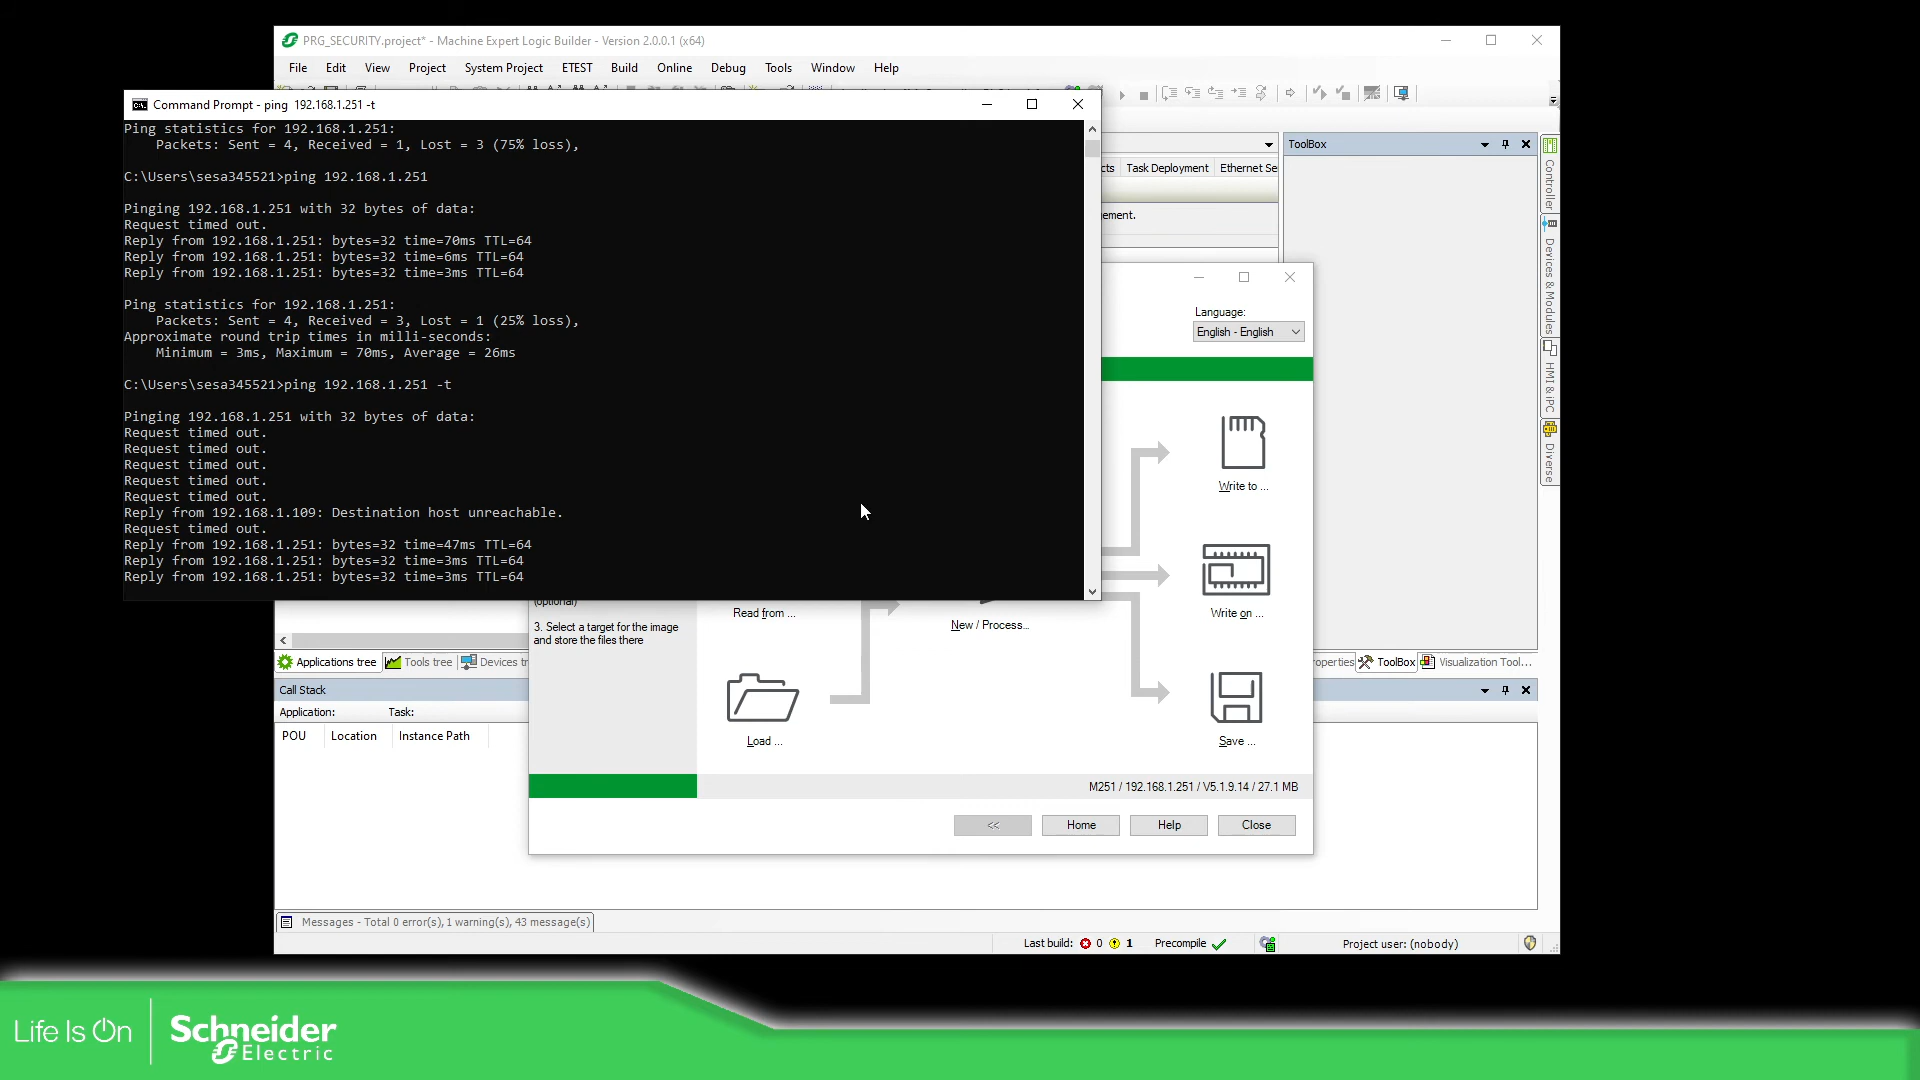 PRG_SECURITY.project* - Machine Expert Logic Builder - Version 2.0.0.1 (x64)
File Edit View Project System Project ETEST Build Online Debug Tools Window Help
Command Prompt - ping 192.168.1.251 -t
Ping statistics for 192.168.1.251:
Packets: Sent = 4, Received = 1, Lost = 3 (75% loss),
C:\Users\sesa345521>ping 192.168.1.251
Pinging 192.168.1.251 with 32 bytes of data:
Request timed out.
Reply from 192.168.1.251: bytes=32 time=70ms TTL=64
Reply from 192.168.1.251: bytes=32 time=6ms TTL=64
Reply from 192.168.1.251: bytes=32 time=3ms TTL=64
Ping statistics for 192.168.1.251:
Packets: Sent = 4, Received = 3, Lost = 1 (25% loss),
Approximate round trip times in milli-seconds:
Minimum = 3ms, Maximum = 70ms, Average = 26ms
C:\Users\sesa345521>ping 192.168.1.251 -t
Pinging 192.168.1.251 with 32 bytes of data:
Request timed out.
Request timed out.
Request timed out.
Request timed out.
Request timed out.
Reply from 192.168.1.109: Destination host unreachable.
Request timed out.
Reply from 192.168.1.251: bytes=32 time=47ms TTL=64
Reply from 192.168.1.251: bytes=32 time=3ms TTL=64
Reply from 192.168.1.251: bytes=32 time=3ms TTL=64
cts Task Deployment Ethernet Se
ement.
ToolBox
Controller
Devices & Modules
HMI & iPC
Diverse
Language:
English - English
Write to ...
Write on ...
(optional)
3. Select a target for the image
and store the files there
Read from ...
New / Process...
Load ...
Save ...
M251 / 192.168.1.251 / V5.1.9.14 / 27.1 MB
<< Home Help Close
Applications tree Tools tree Devices tr
roperties ToolBox Visualization Tool...
Call Stack
Application: Task:
POU Location Instance Path
Messages - Total 0 error(s), 1 warning(s), 43 message(s)
Last build: 0 1 Precompile Project user: (nobody)
Life Is On
Schneider
Electric